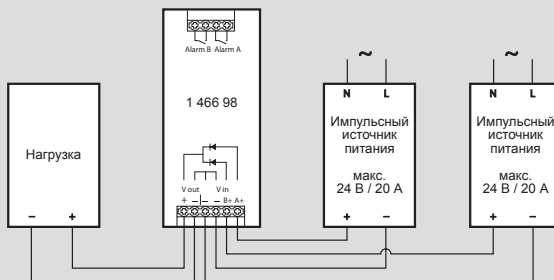 Alarm B Alarm A
1 466 98
V out V in
+ – – – B+ A+
Нагрузка
– +
~
N L
Импульсный
источник
питания
макс.
24 В / 20 А
+ –
~
N L
Импульсный
источник
питания
макс.
24 В / 20 А
+ –